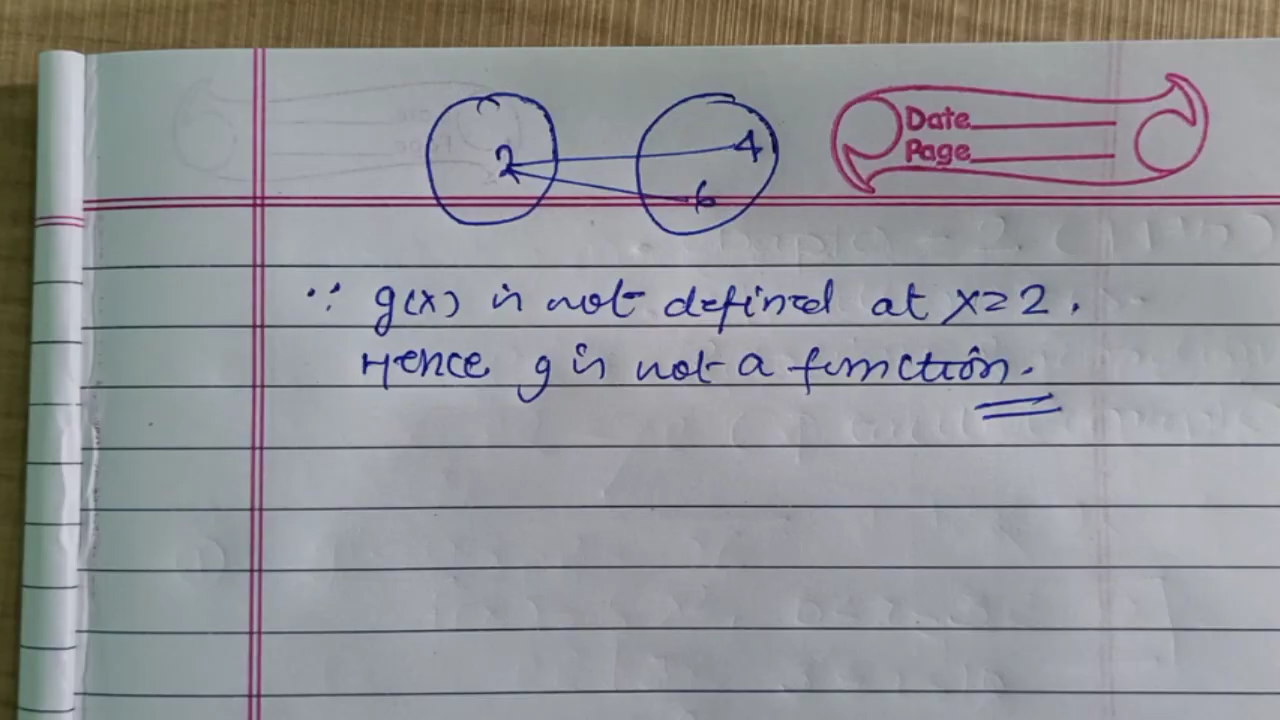 2 4
6
Date
Page
∵ g(x) is not defined at x=2.
Hence g is not a function.